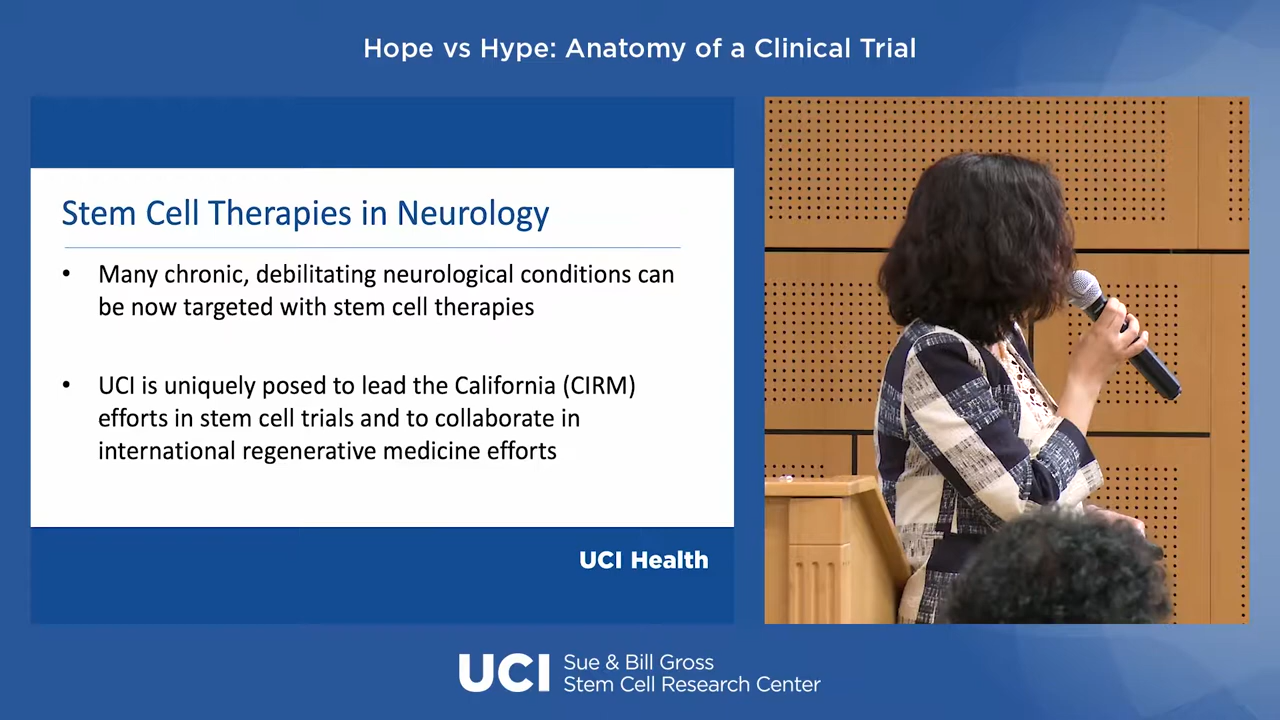 Hope vs Hype: Anatomy of a Clinical Trial
Stem Cell Therapies in Neurology
• Many chronic, debilitating neurological conditions can
be now targeted with stem cell therapies
• UCI is uniquely posed to lead the California (CIRM)
efforts in stem cell trials and to collaborate in
international regenerative medicine efforts
UCI Health
UCI Sue & Bill Gross
Stem Cell Research Center